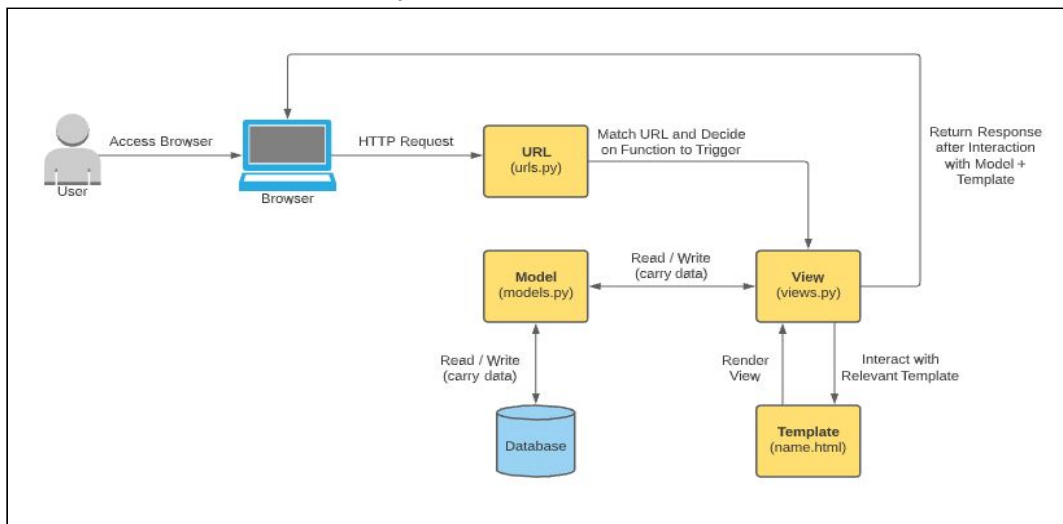 Access Browser
User
Browser
HTTP Request
URL
(urls.py)
Match URL and Decide
on Function to Trigger
Return Response
after Interaction
with Model +
Template
Model
(models.py)
Read / Write
(carry data)
View
(views.py)
Read / Write
(carry data)
Render
View
Interact with
Relevant Template
Database
Template
(name.html)